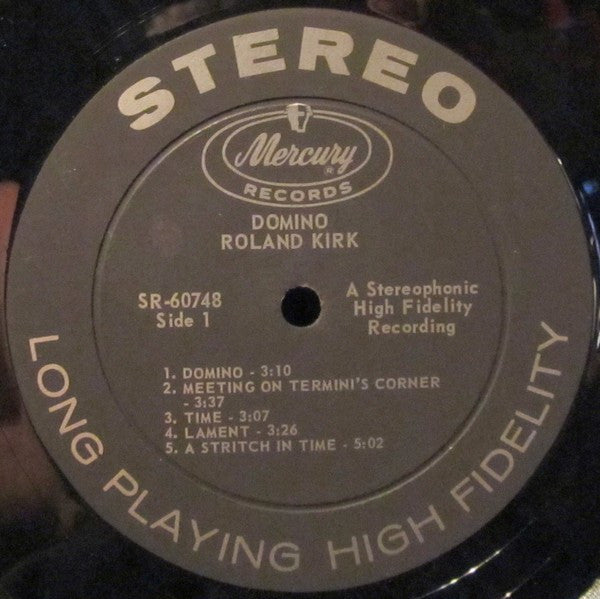 STEREO
Mercury
®
RECORDS
DOMINO
ROLAND KIRK
SR-60748
Side 1
A Stereophonic
High Fidelity
Recording
1. DOMINO - 3:10
2. MEETING ON TERMINI'S CORNER
- 3:37
3. TIME - 3:07
4. LAMENT - 3:26
5. A STRITCH IN TIME - 5:02
LONG PLAYING HIGH FIDELITY